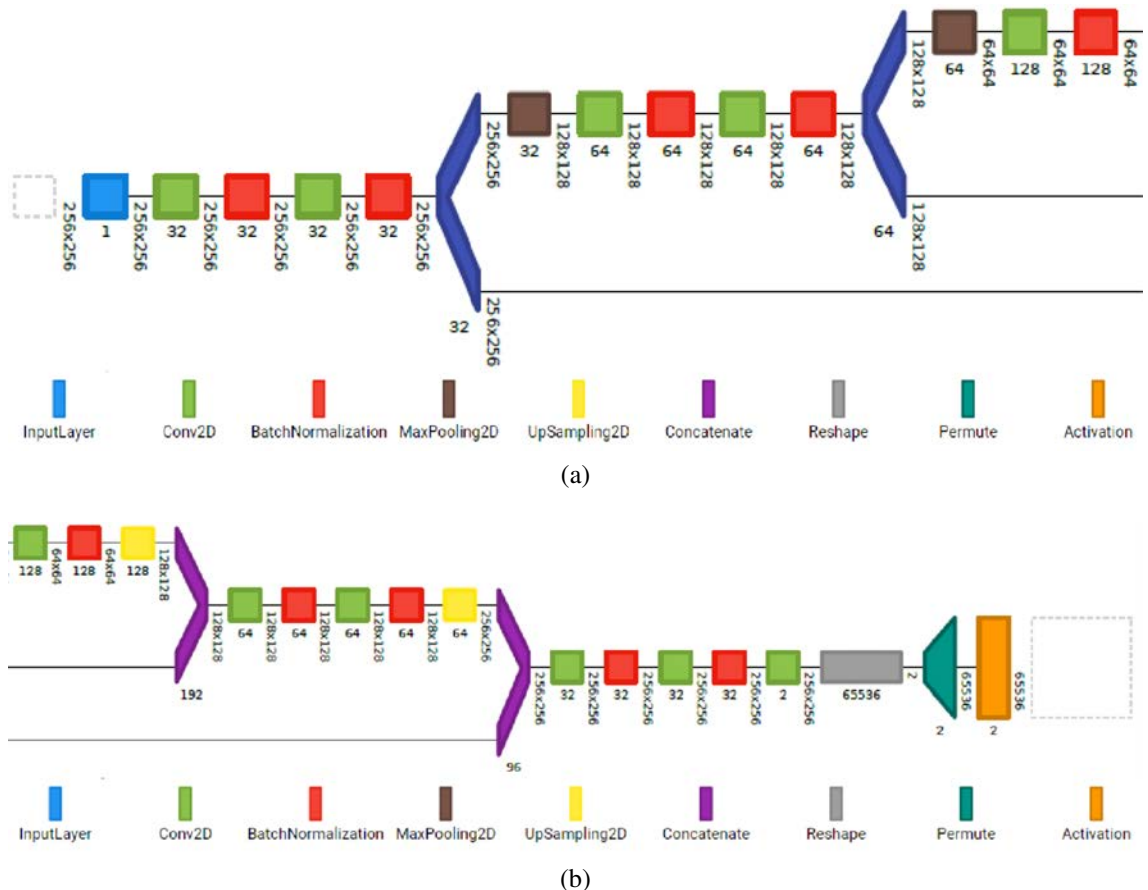 128x128 64x64 64x64 64x64
64 128 128
256x256 128x128 128x128 128x128 128x128 128x128
32 64 64 64 64
256x256 256x256 256x256 256x256 256x256 256x256
1 32 32 32 32
64 128x128
32 256x256
InputLayer Conv2D BatchNormalization MaxPooling2D UpSampling2D Concatenate Reshape Permute Activation
(a)
64x64 64x64 128x128
128 128 128
128x128 128x128 128x128 128x128 128x128 256x256
64 64 64 64 64
192
256x256 256x256 256x256 256x256 256x256 256x256 2 65536 65536
32 32 32 32 2 65536 2 2
96
InputLayer Conv2D BatchNormalization MaxPooling2D UpSampling2D Concatenate Reshape Permute Activation
(b)